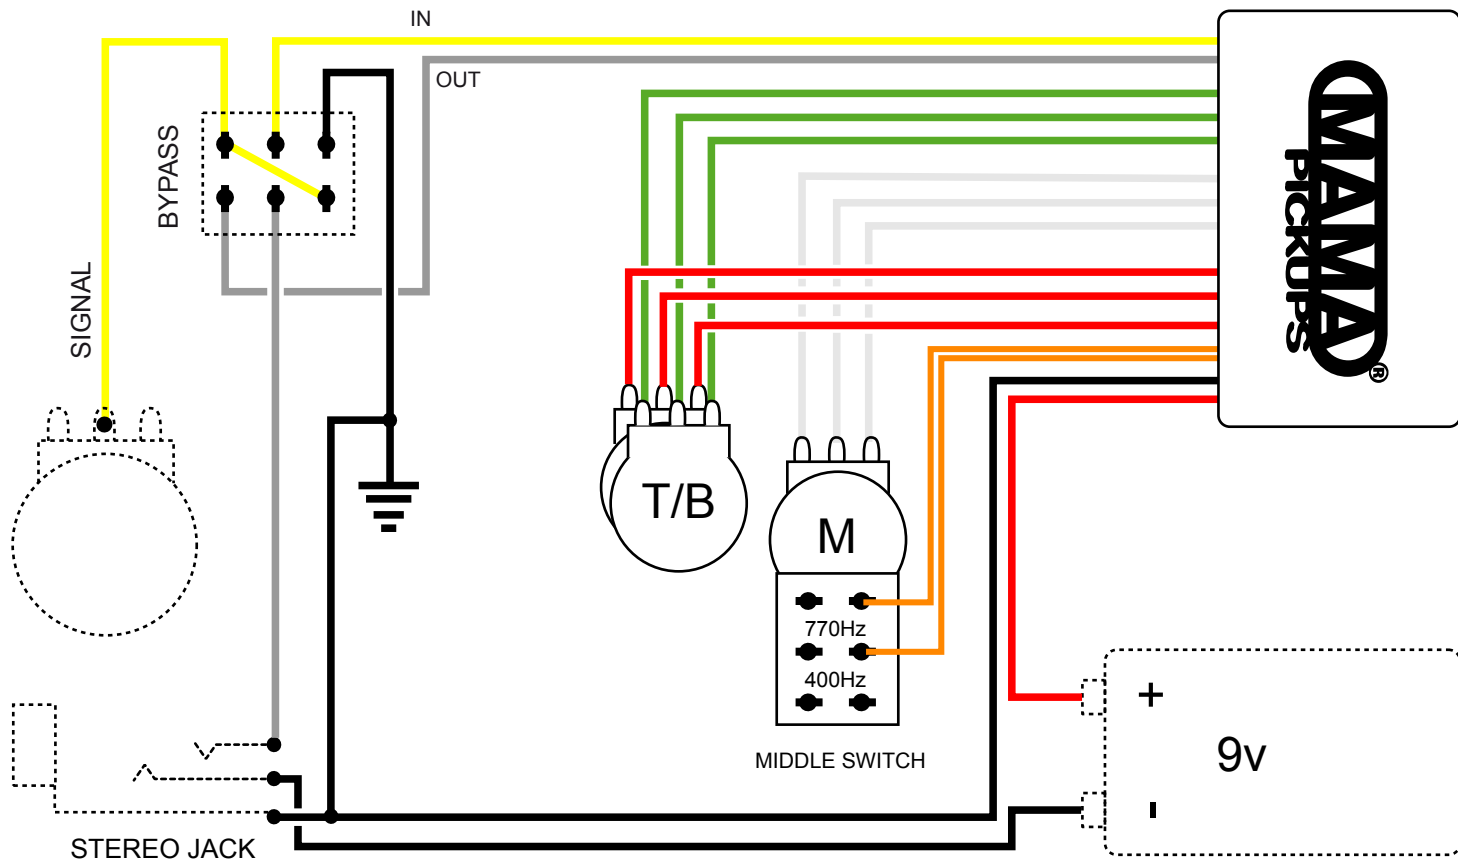 IN
OUT
BYPASS
SIGNAL
MAMA
PICKUPS
®
T/B
M
770Hz
400Hz
MIDDLE SWITCH
+
9v
-
STEREO JACK